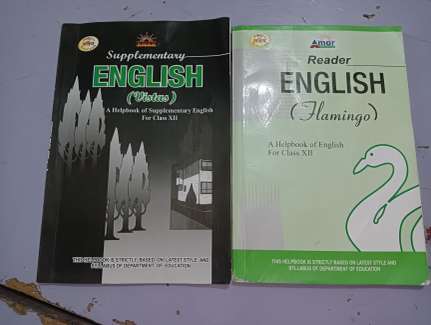 Supplementary
ENGLISH
(Vistas)
A Helpbook of Supplementary English
For Class XII
THIS HELPBOOK IS STRICTLY BASED ON LATEST STYLE AND
SYLLABUS OF DEPARTMENT OF EDUCATION
Amar
Reader
ENGLISH
(Flamingo)
A Helpbook of English
For Class XII
THIS HELPBOOK IS STRICTLY BASED ON LATEST STYLE AND
SYLLABUS OF DEPARTMENT OF EDUCATION